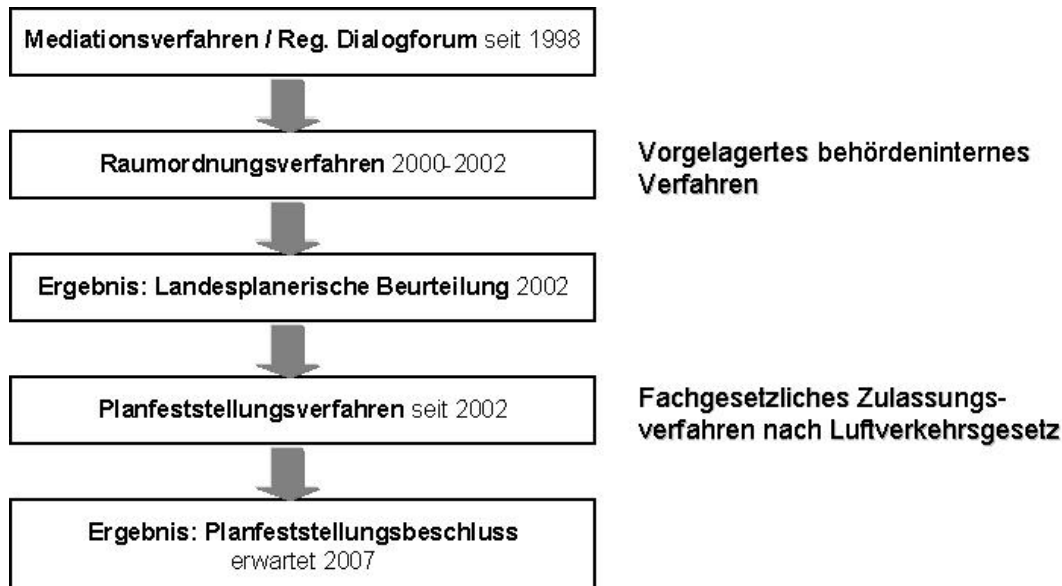 Mediationsverfahren / Reg. Dialogforum seit 1998
Raumordnungsverfahren 2000-2002
Vorgelagertes behördeninternes
Verfahren
Ergebnis: Landesplanerische Beurteilung 2002
Planfeststellungsverfahren seit 2002
Fachgesetzliches Zulassungs-
verfahren nach Luftverkehrsgesetz
Ergebnis: Planfeststellungsbeschluss
erwartet 2007